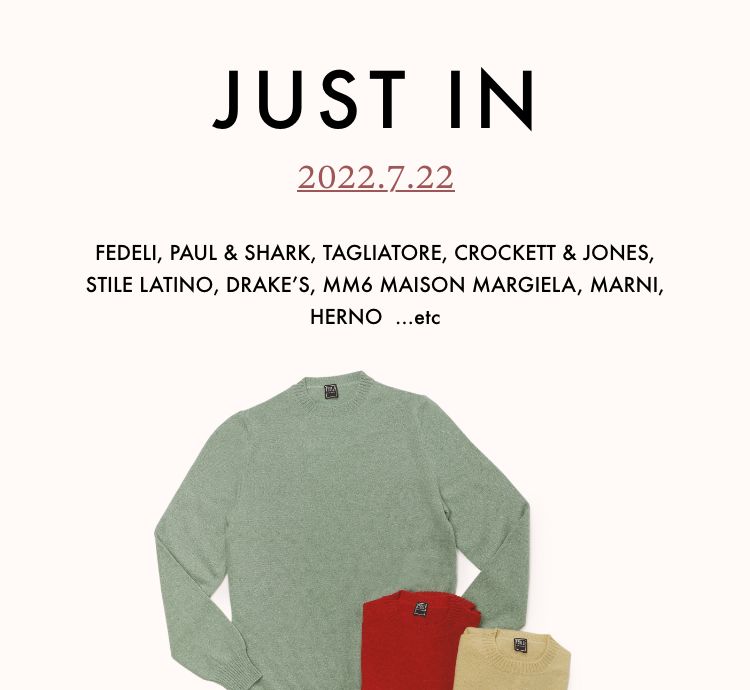 JUST IN
2022.7.22
FEDELI, PAUL & SHARK, TAGLIATORE, CROCKETT & JONES,
STILE LATINO, DRAKE’S, MM6 MAISON MARGIELA, MARNI,
HERNO ...etc